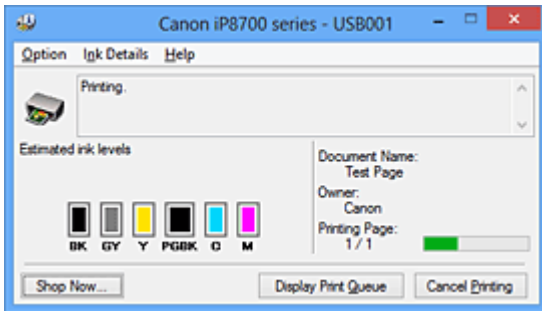 Canon iP8700 series - USB001
Option Ink Details Help
Printing.
Estimated ink levels
Document Name:
Test Page
Owner:
Canon
Printing Page:
1 / 1
BK GY Y PGBK C M
Shop Now... Display Print Queue Cancel Printing